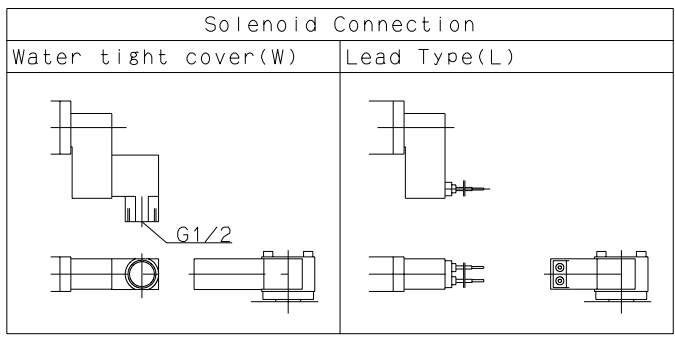 Solenoid Connection
Water tight cover(W)
Lead Type(L)
G1/2